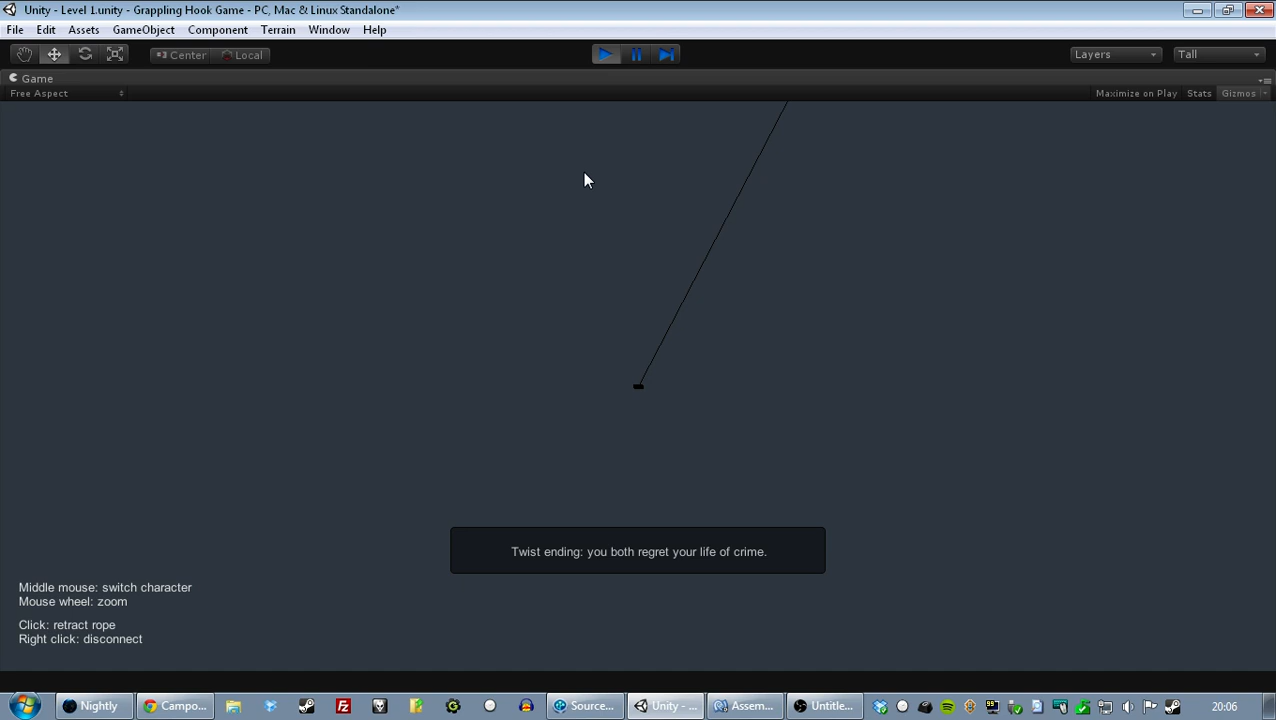 Unity - Level 1.unity - Grappling Hook Game - PC, Mac & Linux Standalone*
File Edit Assets GameObject Component Terrain Window Help
Center Local Layers Tall
Game
Free Aspect Maximize on Play Stats Gizmos
Twist ending: you both regret your life of crime.
Middle mouse: switch character
Mouse wheel: zoom
Click: retract rope
Right click: disconnect
Nightly Campo... Source... Unity - ... Assem... Untitle... 99 20:06